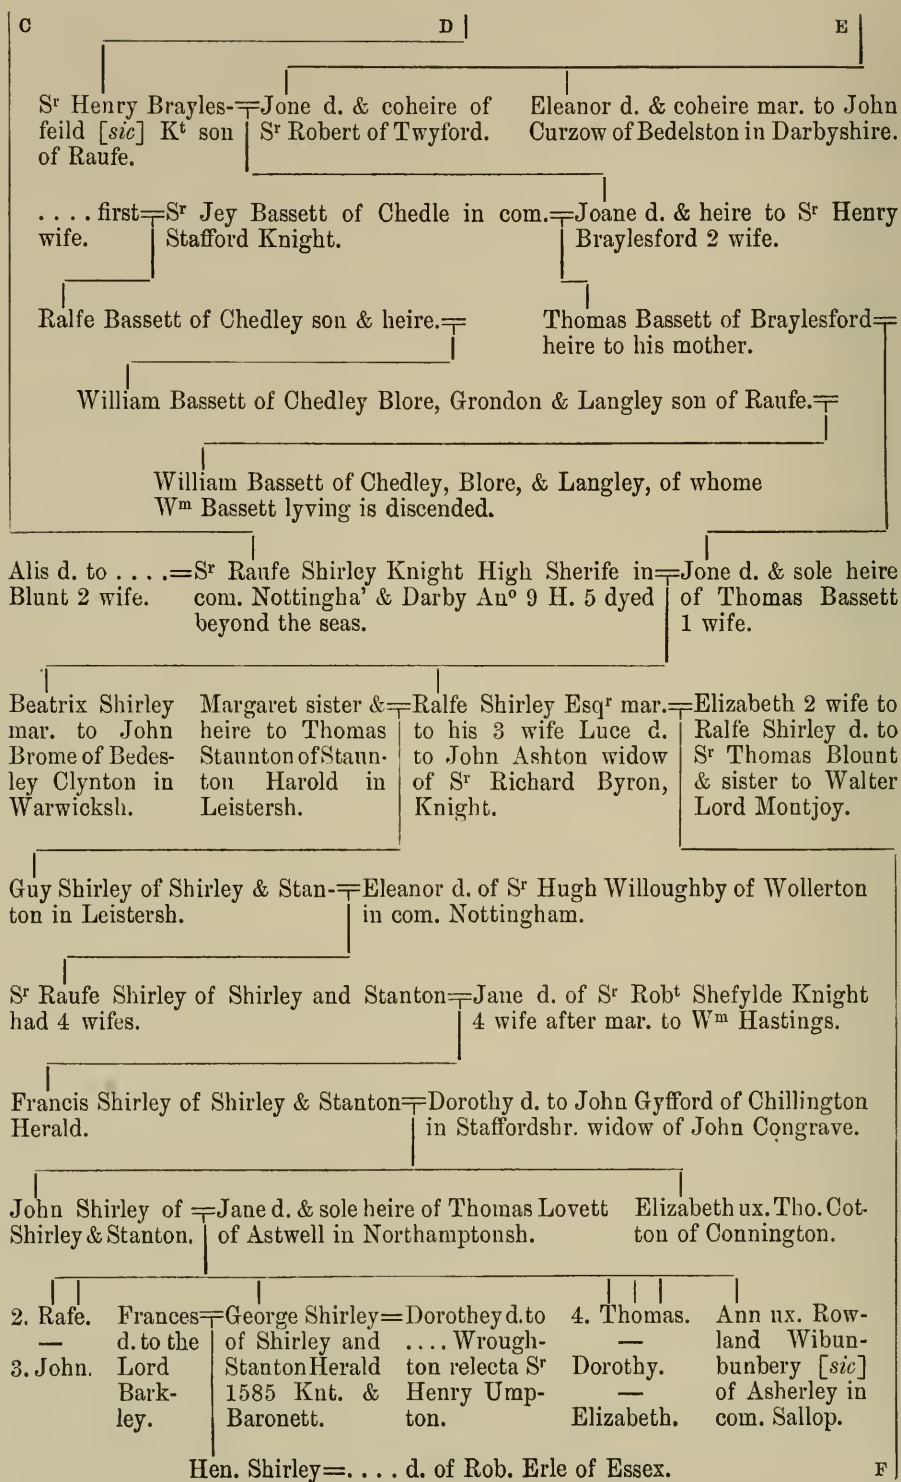 C D E
Sr Henry Brayles-=Jone d. & coheire of Eleanor d. & coheire mar. to John
feild [sic] Kt son Sr Robert of Twyford. Curzow of Bedelston in Darbyshire.
of Raufe.
. . . . first=Sr Jey Bassett of Chedle in com.=Joane d. & heire to Sr Henry
wife. Stafford Knight. Braylesford 2 wife.
Ralfe Bassett of Chedley son & heire.= Thomas Bassett of Braylesford=
heire to his mother.
William Bassett of Chedley Blore, Grondon & Langley son of Raufe.=
William Bassett of Chedley, Blore, & Langley, of whome
Wm Bassett lyving is discended.
Alis d. to . . . .=Sr Raufe Shirley Knight High Sherife in=Jone d. & sole heire
Blunt 2 wife. com. Nottingha' & Darby Auo 9 H. 5 dyed of Thomas Bassett
beyond the seas. 1 wife.
Beatrix Shirley Margaret sister &=Ralfe Shirley Esqr mar.=Elizabeth 2 wife to
mar. to John heire to Thomas to his 3 wife Luce d. Ralfe Shirley d. to
Brome of Bedes- Staunton of Staun- to John Ashton widow Sr Thomas Blount
ley Clynton in ton Harold in of Sr Richard Byron, & sister to Walter
Warwicksh. Leistersh. Knight. Lord Montjoy.
Guy Shirley of Shirley & Stan-=Eleanor d. of Sr Hugh Willoughby of Wollerton
ton in Leistersh. in com. Nottingham.
Sr Raufe Shirley of Shirley and Stanton=Jane d. of Sr Robt Shefylde Knight
had 4 wifes. 4 wife after mar. to Wm Hastings.
Francis Shirley of Shirley & Stanton=Dorothy d. to John Gyfford of Chillington
Herald. in Staffordshr. widow of John Congrave.
John Shirley of =Jane d. & sole heire of Thomas Lovett Elizabeth ux. Tho. Cot-
Shirley & Stanton. of Astwell in Northamptonsh. ton of Connington.
2. Rafe. Frances=George Shirley=Dorothey d. to 4. Thomas. Ann ux. Row-
— d. to the of Shirley and . . . . Wrough- — land Wibun-
3. John. Lord Stanton Herald ton relecta Sr Dorothy. bunbery [sic]
Bark- 1585 Knt. & Henry Ump- — of Asherley in
ley. Baronett. ton. Elizabeth. com. Sallop.
Hen. Shirley=. . . . d. of Rob. Erle of Essex. F